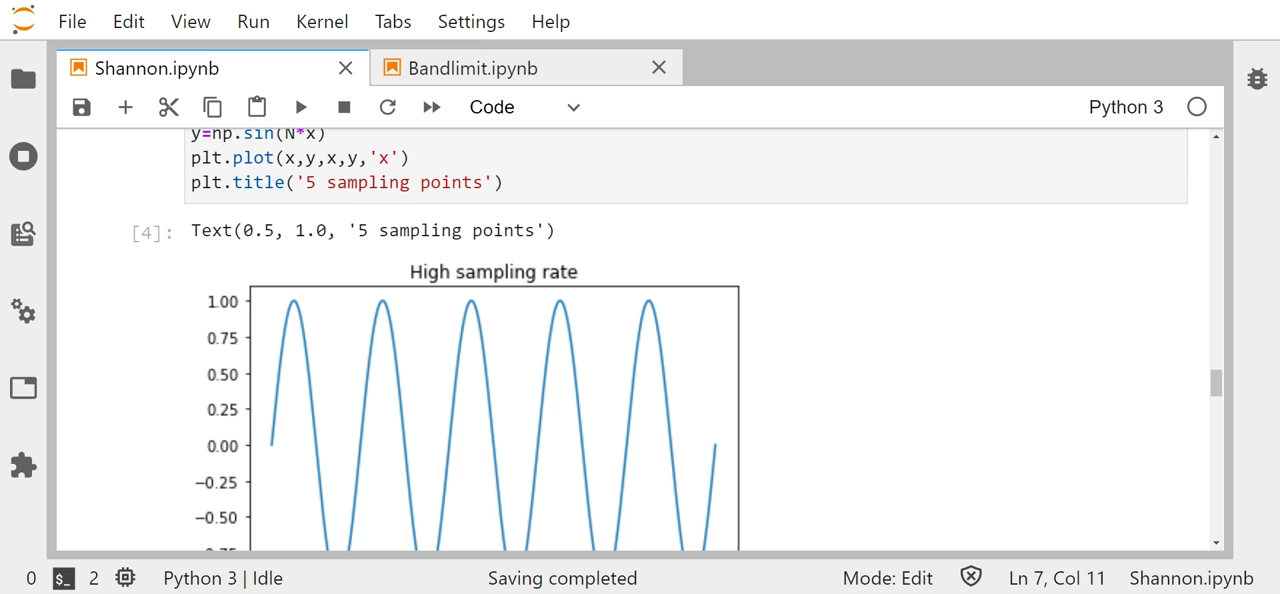 File Edit View Run Kernel Tabs Settings Help
Shannon.ipynb Bandlimit.ipynb
Code Python 3
y=np.sin(N*x)
plt.plot(x,y,x,y,'x')
plt.title('5 sampling points')
[4]: Text(0.5, 1.0, '5 sampling points')
High sampling rate
1.00
0.75
0.50
0.25
0.00
−0.25
−0.50
0 $_ 2 Python 3 | Idle Saving completed Mode: Edit Ln 7, Col 11 Shannon.ipynb